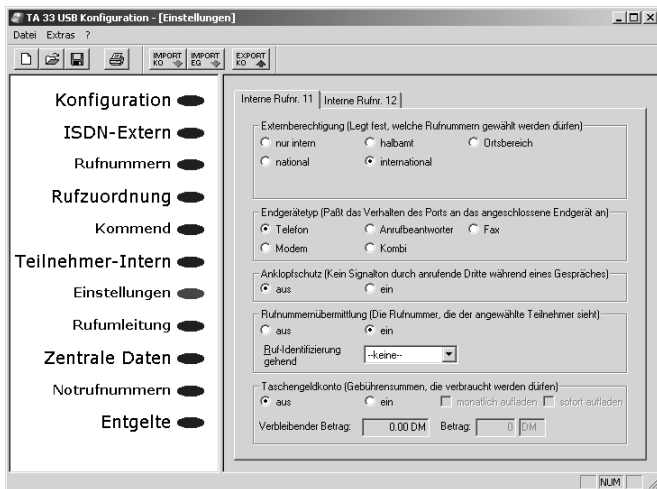 TA 33 USB Konfiguration - [Einstellungen]
Datei Extras ?
IMPORT KO IMPORT EG EXPORT KO
Konfiguration
ISDN-Extern
Rufnummern
Rufzuordnung
Kommend
Teilnehmer-Intern
Einstellungen
Rufumleitung
Zentrale Daten
Notrufnummern
Entgelte
Interne Rufnr. 11 Interne Rufnr. 12
Externberechtigung (Legt fest, welche Rufnummern gewählt werden dürfen)
nur intern halbamt Ortsbereich
national international
Endgerätetyp (Paßt das Verhalten des Ports an das angeschlossene Endgerät an)
Telefon Anrufbeantworter Fax
Modem Kombi
Anklopfschutz (Kein Signalton durch anrufende Dritte während eines Gespräches)
aus ein
Rufnummernübermittlung (Die Rufnummer, die der angewählte Teilnehmer sieht)
aus ein
Ruf-Identifizierung
gehend --keine--
Taschengeldkonto (Gebührensummen, die verbraucht werden dürfen)
aus ein monatlich aufladen sofort aufladen
Verbleibender Betrag: 0.00 DM Betrag: 0 DM
NUM